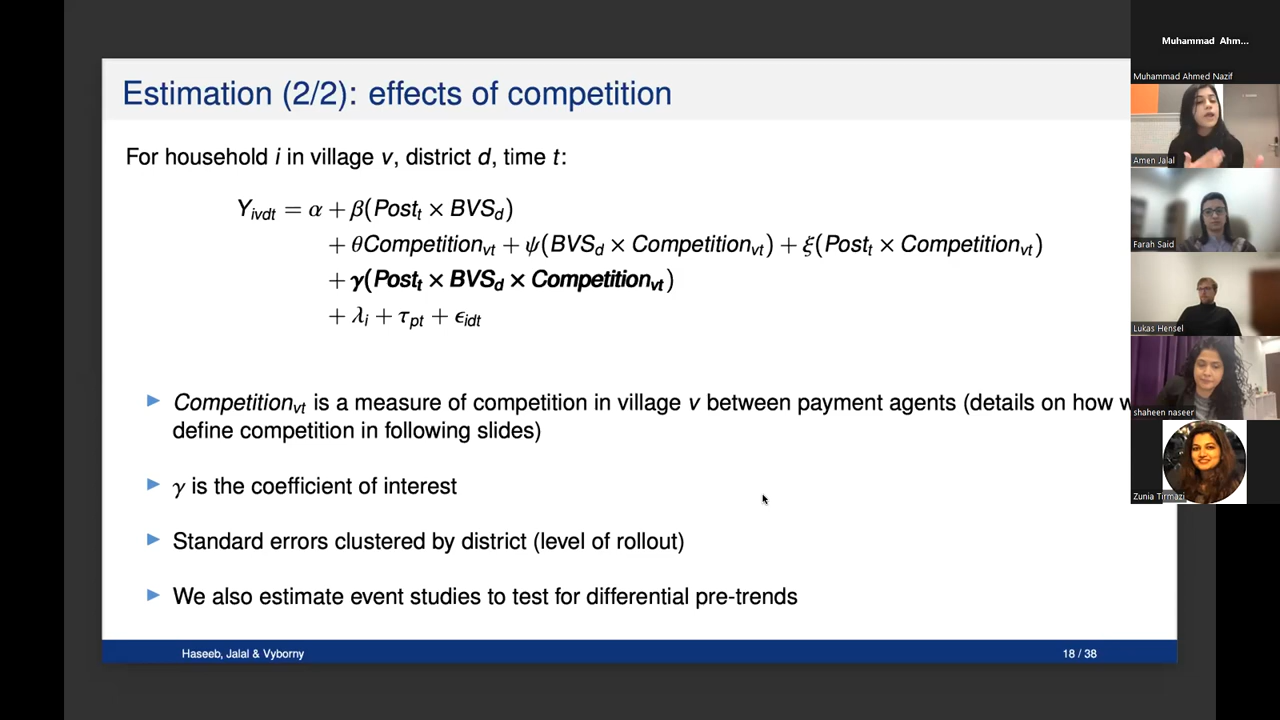 Estimation (2/2): effects of competition
For household i in village v, district d, time t:
Y_ivdt = α + β(Post_t × BVS_d)
+ θCompetition_vt + ψ(BVS_d × Competition_vt) + ξ(Post_t × Competition_vt)
+ γ(Post_t × BVS_d × Competition_vt)
+ λ_i + τ_pt + ϵ_idt
Competition_vt is a measure of competition in village v between payment agents (details on how
define competition in following slides)
γ is the coefficient of interest
Standard errors clustered by district (level of rollout)
We also estimate event studies to test for differential pre-trends
Haseeb, Jalal & Vyborny
18 / 38
Muhammad Ahm...
Muhammad Ahmed Nazif
Amen Jalal
Farah Said
Lukas Hensel
shaheen naseer
Zunia Tirmazi